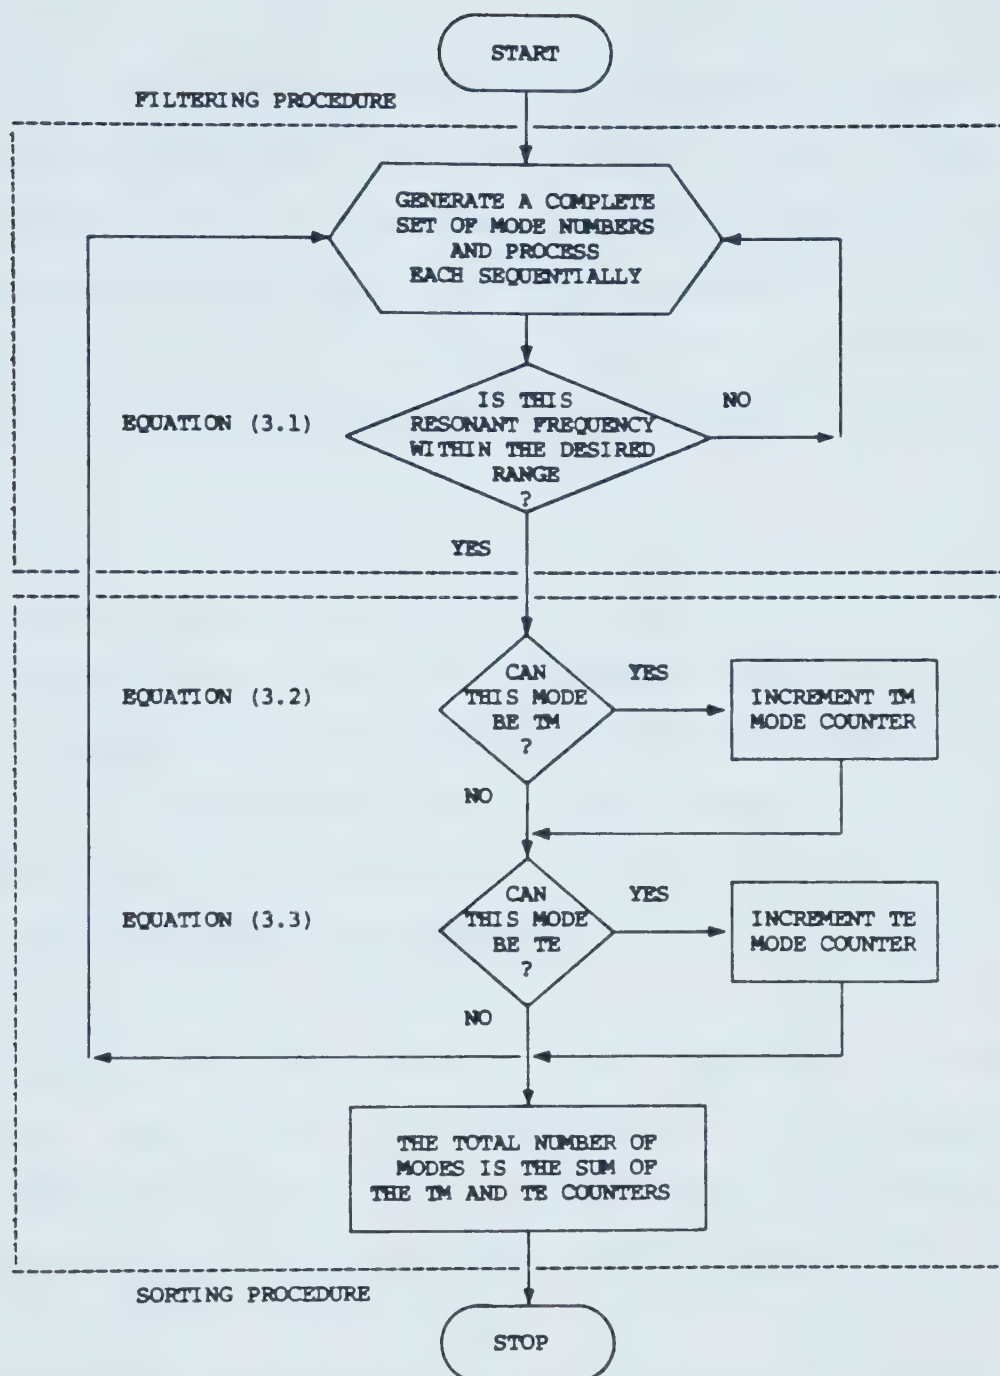 START
FILTERING PROCEDURE
GENERATE A COMPLETE
SET OF MODE NUMBERS
AND PROCESS
EACH SEQUENTIALLY
EQUATION (3.1)
IS THIS
RESONANT FREQUENCY
WITHIN THE DESIRED
RANGE
?
NO
YES
EQUATION (3.2)
CAN
THIS MODE
BE TM
?
YES
INCREMENT TM
MODE COUNTER
NO
EQUATION (3.3)
CAN
THIS MODE
BE TE
?
YES
INCREMENT TE
MODE COUNTER
NO
THE TOTAL NUMBER OF
MODES IS THE SUM OF
THE TM AND TE COUNTERS
SORTING PROCEDURE
STOP